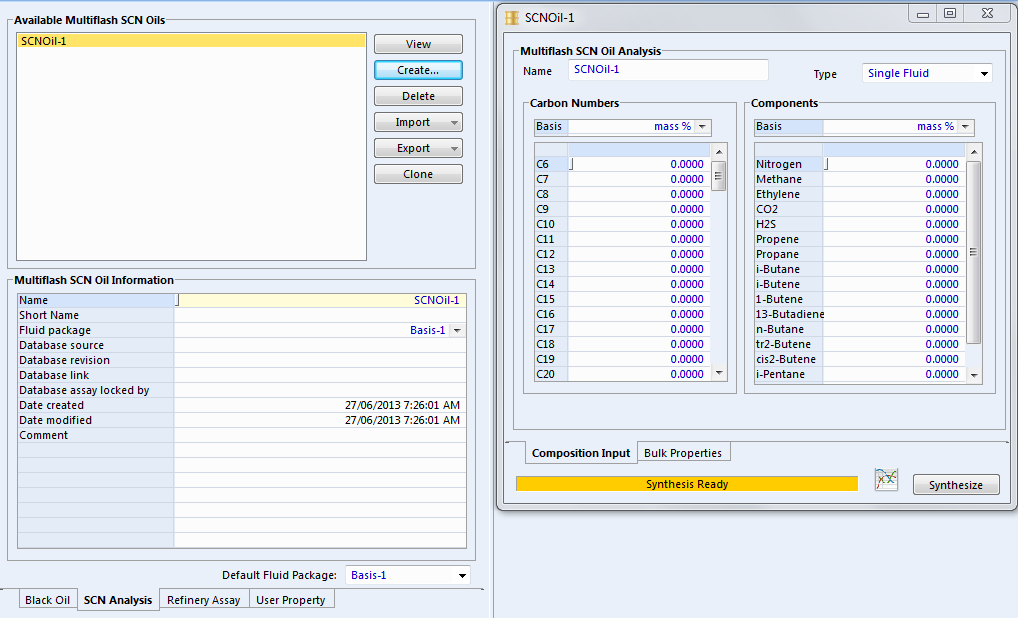 Available Multiflash SCN Oils
SCNOil-1
View
Create...
Delete
Import
Export
Clone
Multiflash SCN Oil Information
Name SCNOil-1
Short Name
Fluid package Basis-1
Database source
Database revision
Database link
Database assay locked by
Date created 27/06/2013 7:26:01 AM
Date modified 27/06/2013 7:26:01 AM
Comment
Default Fluid Package: Basis-1
Black Oil SCN Analysis Refinery Assay User Property
SCNOil-1
Multiflash SCN Oil Analysis
Name SCNOil-1 Type Single Fluid
Carbon Numbers
Basis mass %
C6 0.0000
C7 0.0000
C8 0.0000
C9 0.0000
C10 0.0000
C11 0.0000
C12 0.0000
C13 0.0000
C14 0.0000
C15 0.0000
C16 0.0000
C17 0.0000
C18 0.0000
C19 0.0000
C20 0.0000
Components
Basis mass %
Nitrogen 0.0000
Methane 0.0000
Ethylene 0.0000
CO2 0.0000
H2S 0.0000
Propene 0.0000
Propane 0.0000
i-Butane 0.0000
i-Butene 0.0000
1-Butene 0.0000
13-Butadiene 0.0000
n-Butane 0.0000
tr2-Butene 0.0000
cis2-Butene 0.0000
i-Pentane 0.0000
Composition Input Bulk Properties
Synthesis Ready
Synthesize